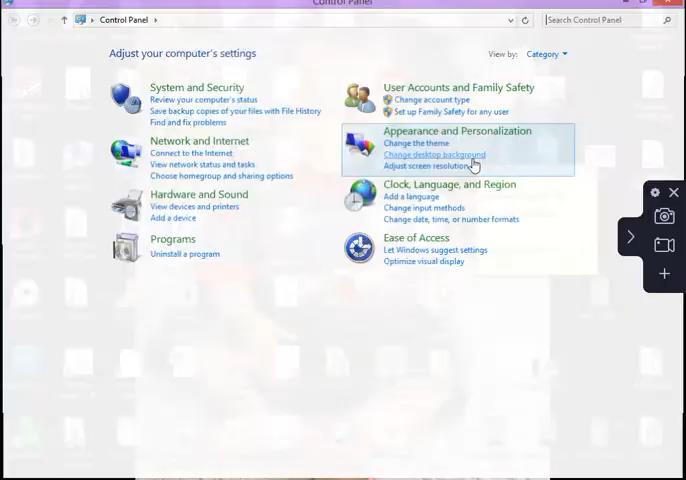 Control Panel
Control Panel
Search Control Panel
Adjust your computer's settings
View by: Category
System and Security
Review your computer's status
Save backup copies of your files with File History
Find and fix problems
Network and Internet
Connect to the Internet
View network status and tasks
Choose homegroup and sharing options
Hardware and Sound
View devices and printers
Add a device
Programs
Uninstall a program
User Accounts and Family Safety
Change account type
Set up Family Safety for any user
Appearance and Personalization
Change the theme
Change desktop background
Adjust screen resolution
Clock, Language, and Region
Add a language
Change input methods
Change date, time, or number formats
Ease of Access
Let Windows suggest settings
Optimize visual display